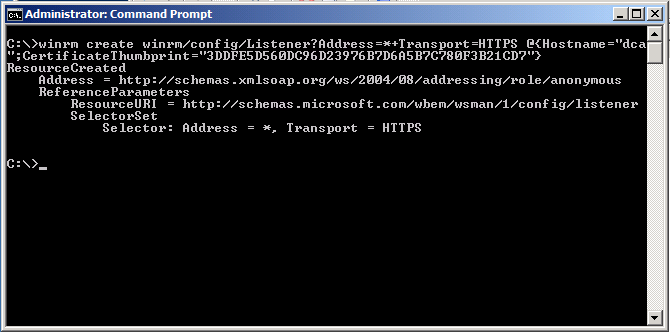 Administrator: Command Prompt
C:\>winrm create winrm/config/Listener?Address=*+Transport=HTTPS @{Hostname="dca
";CertificateThumbprint="3DDFE5D560DC96D23976B7D6A5B7C780F3B21CD7"}
ResourceCreated
Address = http://schemas.xmlsoap.org/ws/2004/08/addressing/role/anonymous
ReferenceParameters
ResourceURI = http://schemas.microsoft.com/wbem/wsman/1/config/listener
SelectorSet
Selector: Address = *, Transport = HTTPS
C:\>_